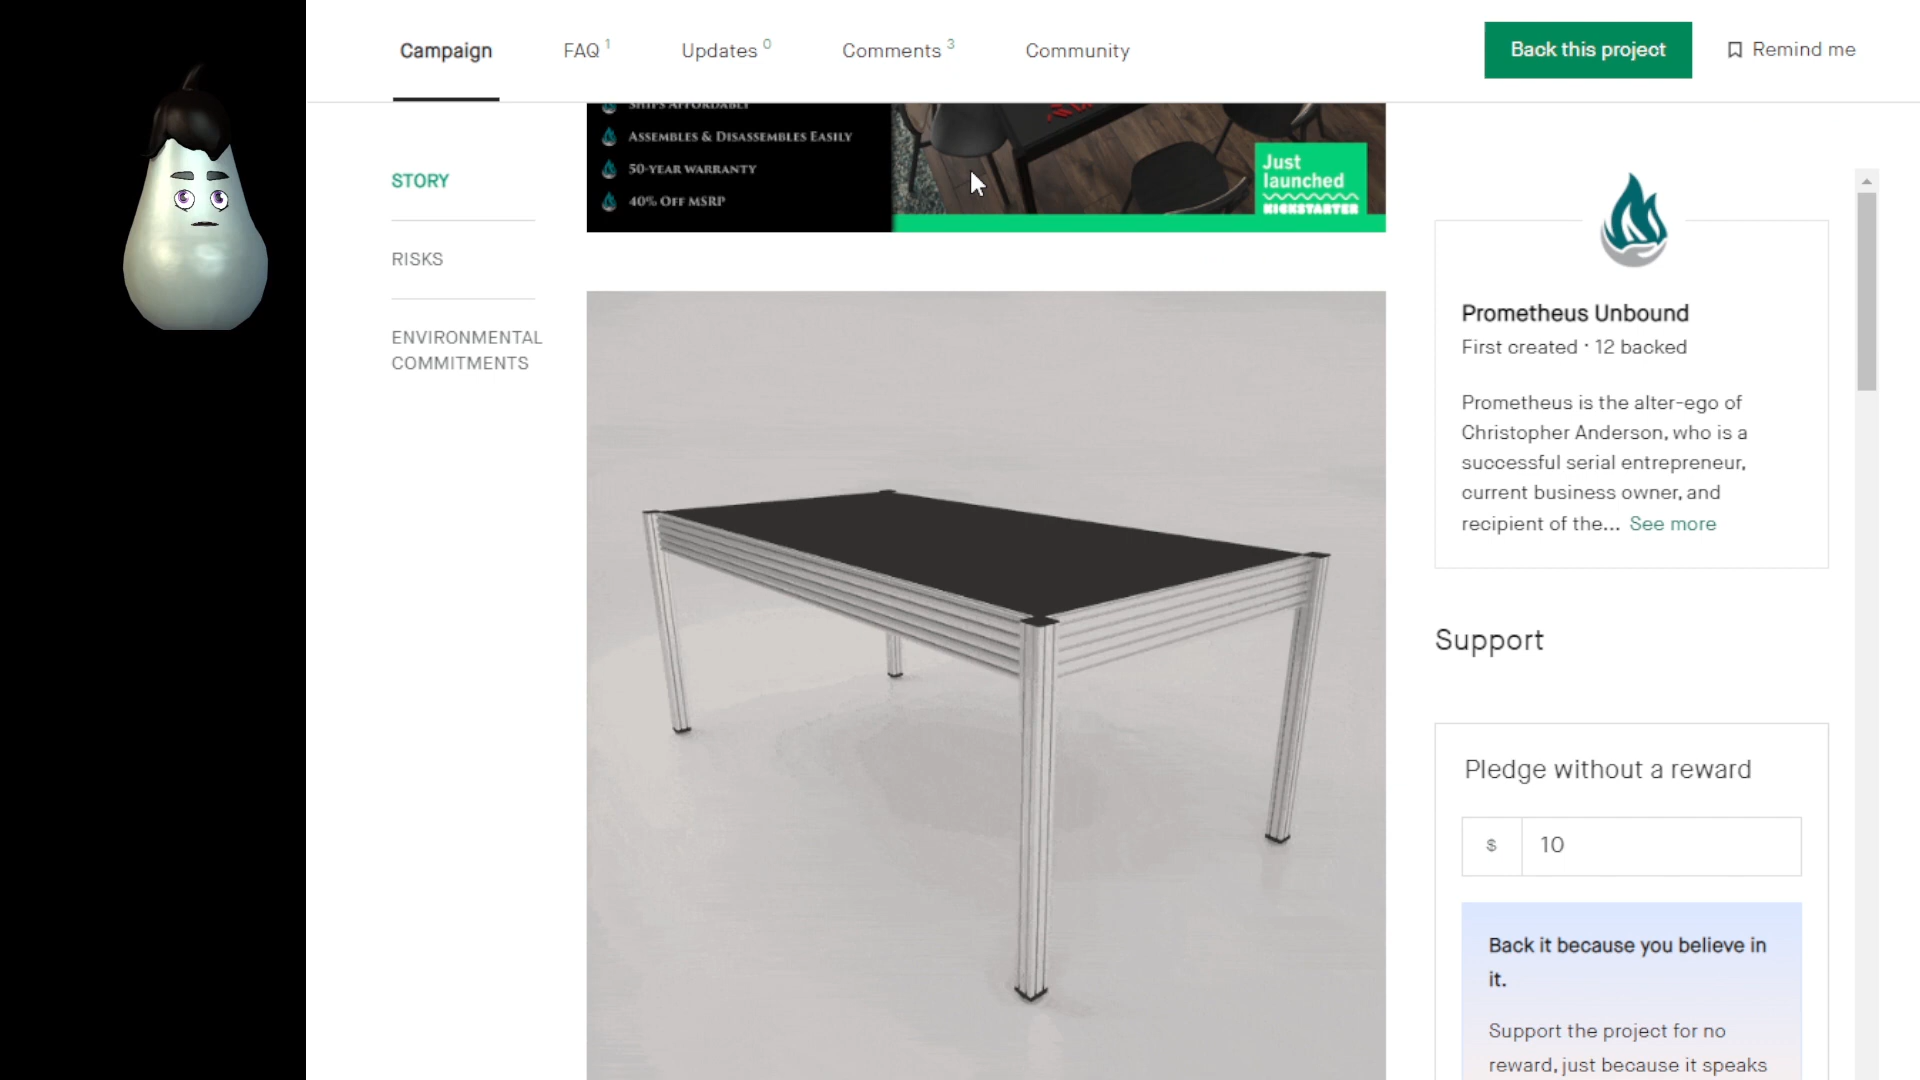 Campaign
FAQ 1
Updates 0
Comments 3
Community
Back this project
Remind me
SHIPS AFFORDABLY
ASSEMBLES & DISASSEMBLES EASILY
50-YEAR WARRANTY
40% OFF MSRP
Just
launched
KICKSTARTER
STORY
RISKS
ENVIRONMENTAL
COMMITMENTS
Prometheus Unbound
First created · 12 backed
Prometheus is the alter-ego of
Christopher Anderson, who is a
successful serial entrepreneur,
current business owner, and
recipient of the... See more
Support
Pledge without a reward
$ 10
Back it because you believe in
it.
Support the project for no
reward, just because it speaks